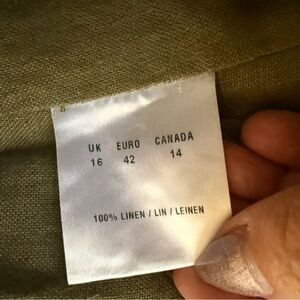 UK EURO CANADA
16 42 14
100% LINEN / LIN / LEINEN